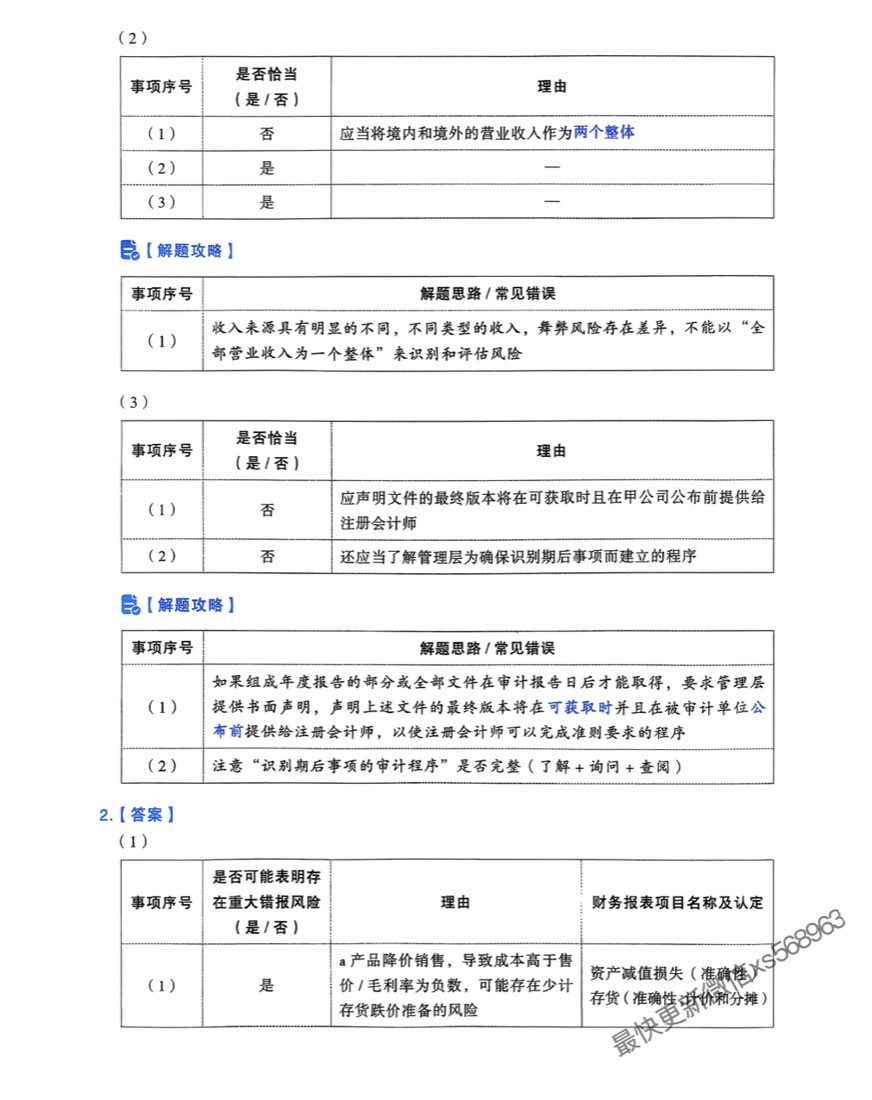 （2）
事项序号
是否恰当
（是/否）
理由
（1）
否
应当将境内和境外的营业收入作为两个整体
（2）
是
—
（3）
是
—
【解题攻略】
事项序号
解题思路/常见错误
（1）
收入来源具有明显的不同，不同类型的收入，舞弊风险存在差异，不能以“全
部营业收入为一个整体”来识别和评估风险
（3）
事项序号
是否恰当
（是/否）
理由
（1）
否
应声明文件的最终版本将在可获取时且在甲公司公布前提供给
注册会计师
（2）
否
还应当了解管理层为确保识别期后事项而建立的程序
【解题攻略】
事项序号
解题思路/常见错误
（1）
如果组成年度报告的部分或全部文件在审计报告日后才能取得，要求管理层
提供书面声明，声明上述文件的最终版本将在可获取时并且在被审计单位公
布前提供给注册会计师，以使注册会计师可以完成准则要求的程序
（2）
注意“识别期后事项的审计程序”是否完整（了解+询问+查阅）
2.【答案】
（1）
事项序号
是否可能表明存
在重大错报风险
（是/否）
理由
财务报表项目名称及认定
（1）
是
a产品降价销售，导致成本高于售
价/毛利率为负数，可能存在少计
存货跌价准备的风险
资产减值损失（准确性）
存货（准确性、计价和分摊）
最快更新微信xs568963